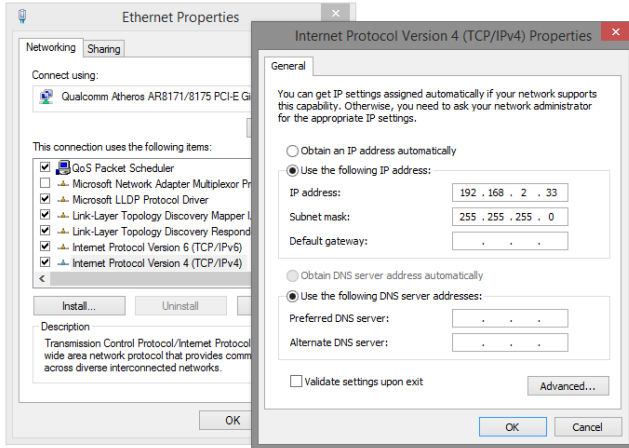 Ethernet Properties
Networking
Sharing
Connect using:
Qualcomm Atheros AR8171/8175 PCI-E Gi
This connection uses the following items:
QoS Packet Scheduler
Microsoft Network Adapter Multiplexor Pr
Microsoft LLDP Protocol Driver
Link-Layer Topology Discovery Mapper I
Link-Layer Topology Discovery Respond
Internet Protocol Version 6 (TCP/IPv6)
Internet Protocol Version 4 (TCP/IPv4)
Install...
Uninstall
Description
Transmission Control Protocol/Internet Protocol
wide area network protocol that provides comm
across diverse interconnected networks.
OK
Internet Protocol Version 4 (TCP/IPv4) Properties
General
You can get IP settings assigned automatically if your network supports
this capability. Otherwise, you need to ask your network administrator
for the appropriate IP settings.
Obtain an IP address automatically
Use the following IP address:
IP address: 192 . 168 . 2 . 33
Subnet mask: 255 . 255 . 255 . 0
Default gateway: . . .
Obtain DNS server address automatically
Use the following DNS server addresses:
Preferred DNS server: . . .
Alternate DNS server: . . .
Validate settings upon exit
Advanced...
OK
Cancel